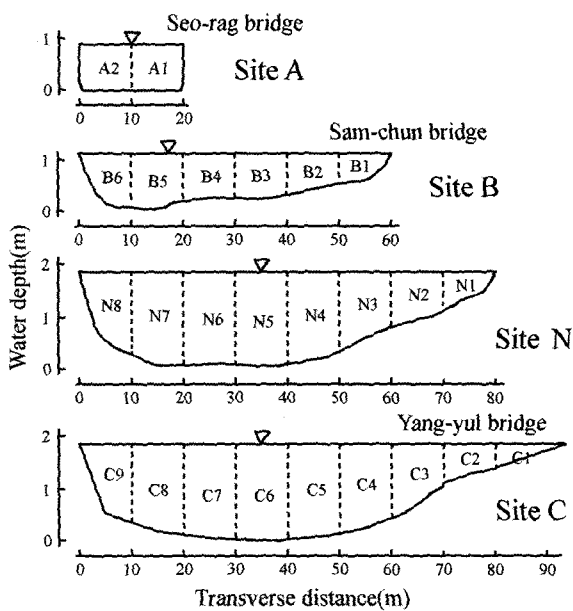 Seo-rag bridge
1
0
A2 A1
Site A
0 10 20
Sam-chun bridge
1
0
B6 B5 B4 B3 B2 B1
Site B
0 10 20 30 40 50 60
Water depth(m)
2
1
0
N8 N7 N6 N5 N4 N3 N2 N1
Site N
0 10 20 30 40 50 60 70 80
Yang-yul bridge
2
1
0
C9 C8 C7 C6 C5 C4 C3 C2 C1
Site C
0 10 20 30 40 50 60 70 80 90
Transverse distance(m)